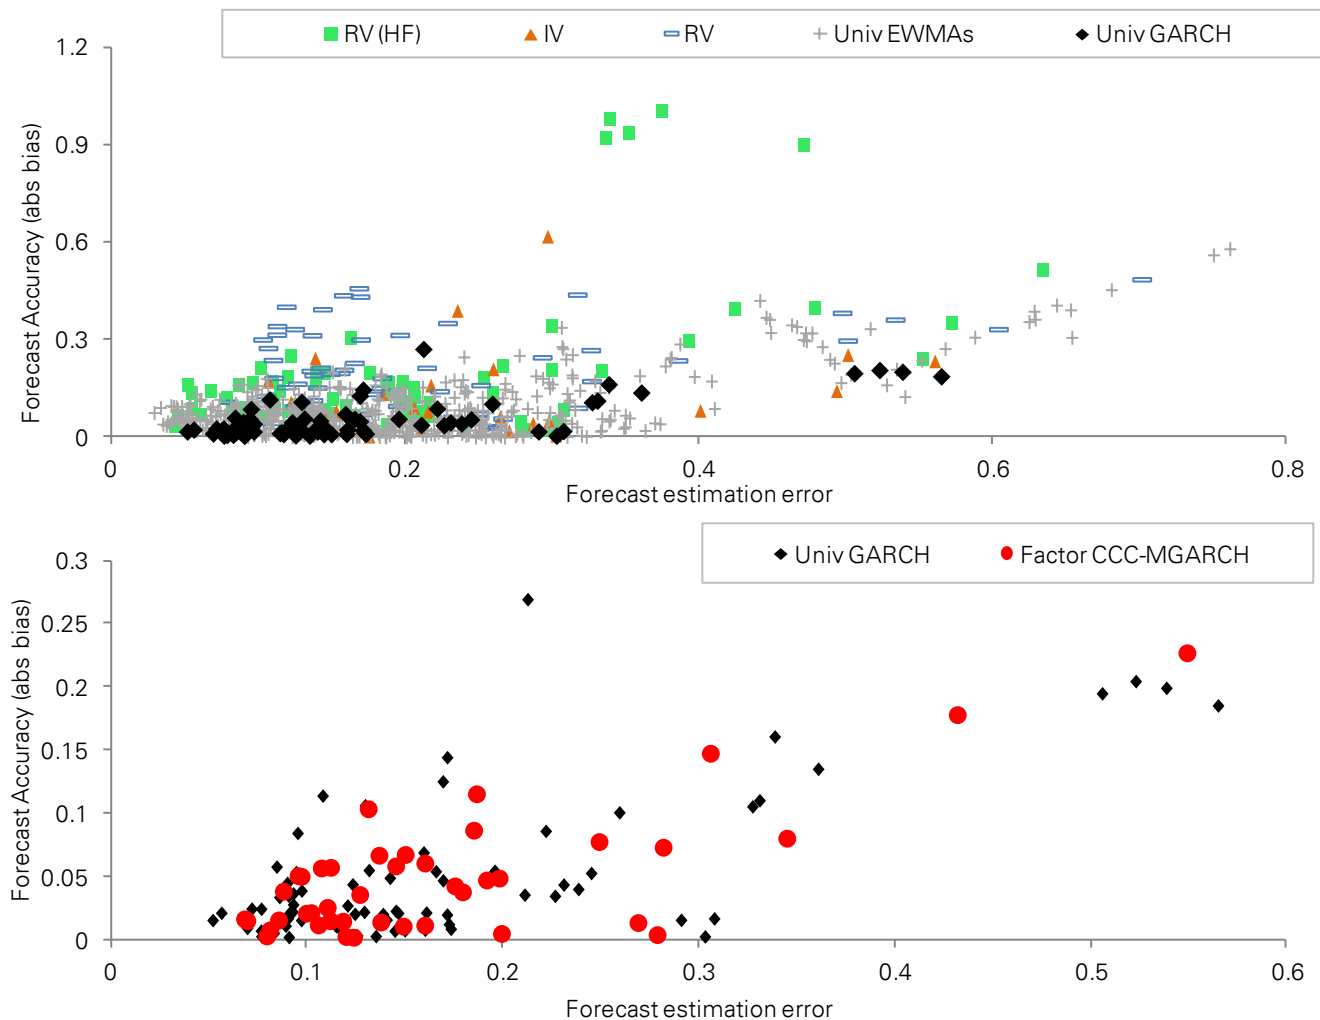 RV (HF) IV RV Univ EWMAs Univ GARCH
1.2
0.9
0.6
0.3
0
Forecast Accuracy (abs bias)
0 0.2 0.4 0.6 0.8
Forecast estimation error
Univ GARCH Factor CCC-MGARCH
0.3
0.25
0.2
0.15
0.1
0.05
0
Forecast Accuracy (abs bias)
0 0.1 0.2 0.3 0.4 0.5 0.6
Forecast estimation error